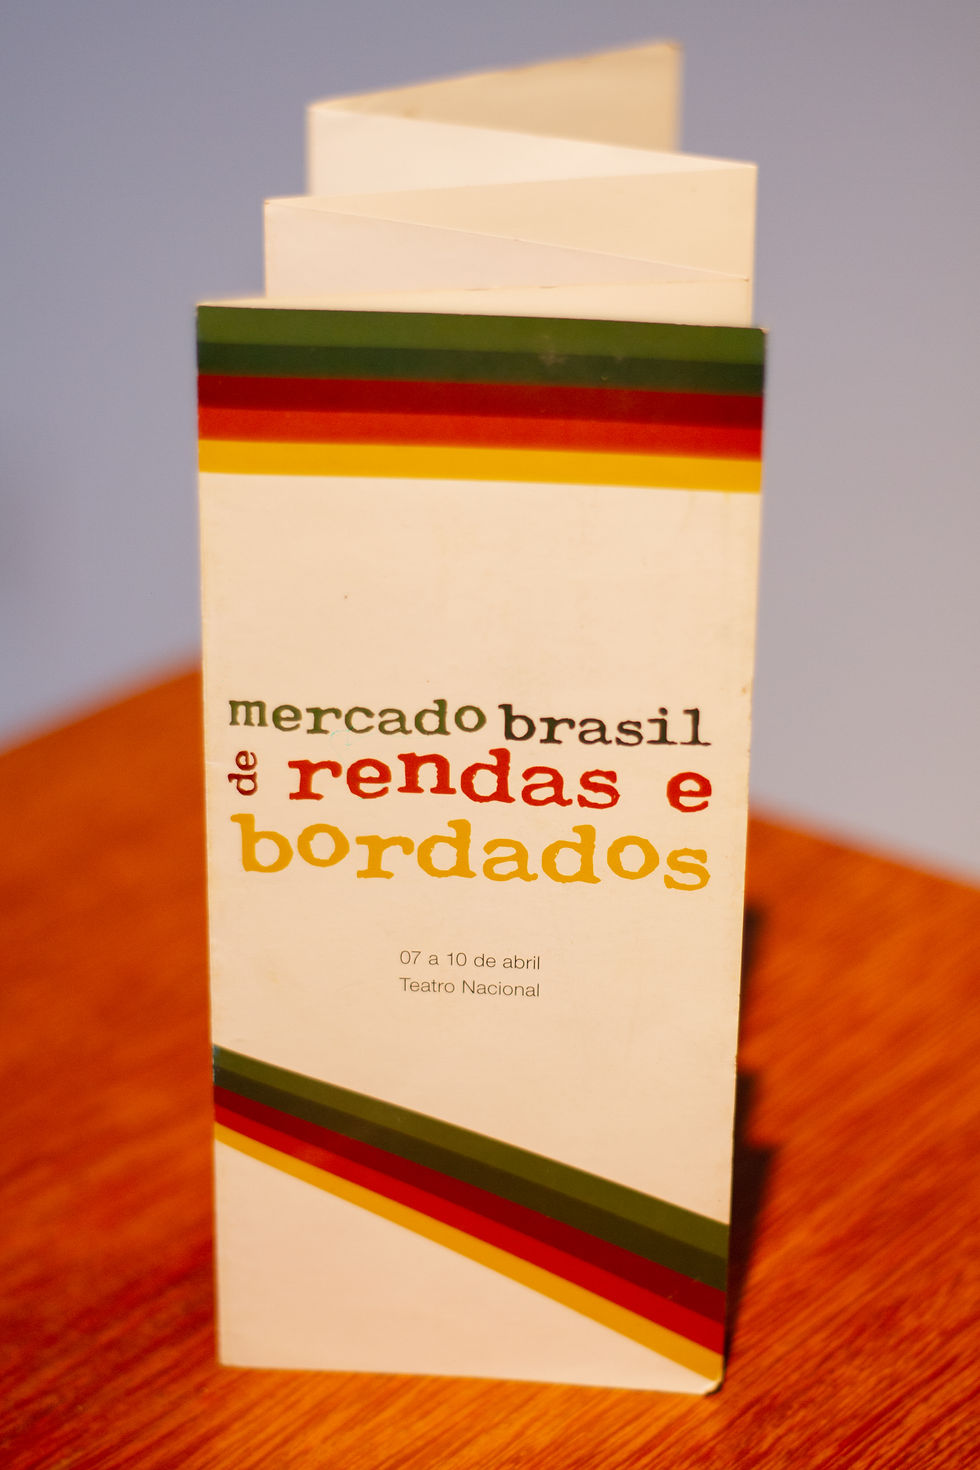 mercado brasil
de rendas e
bordados
07 a 10 de abril
Teatro Nacional